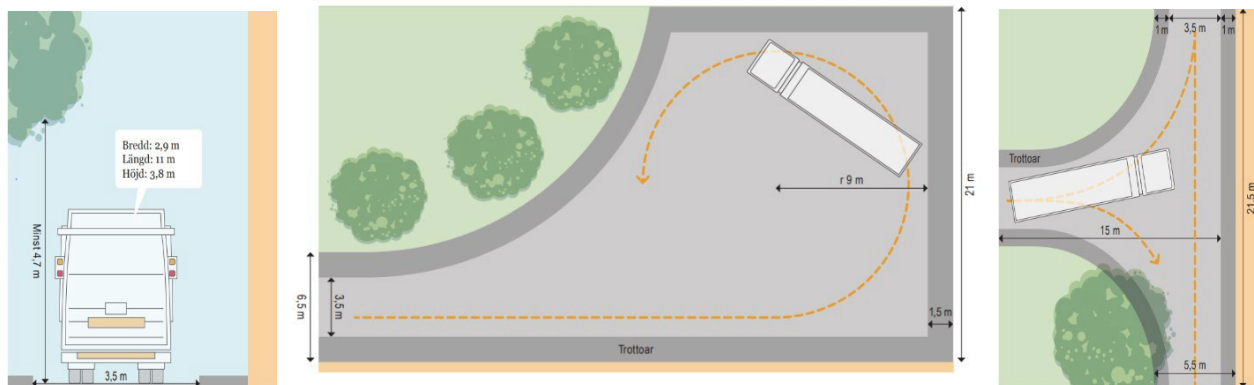 Bredd: 2,9 m
Längd: 11 m
Höjd: 3,8 m
Minst 4,7 m
3,5 m
6,5 m
3,5 m
r 9 m
21 m
1,5 m
Trottoar
1 m
3,5 m
1 m
Trottoar
15 m
21,5 m
5,5 m